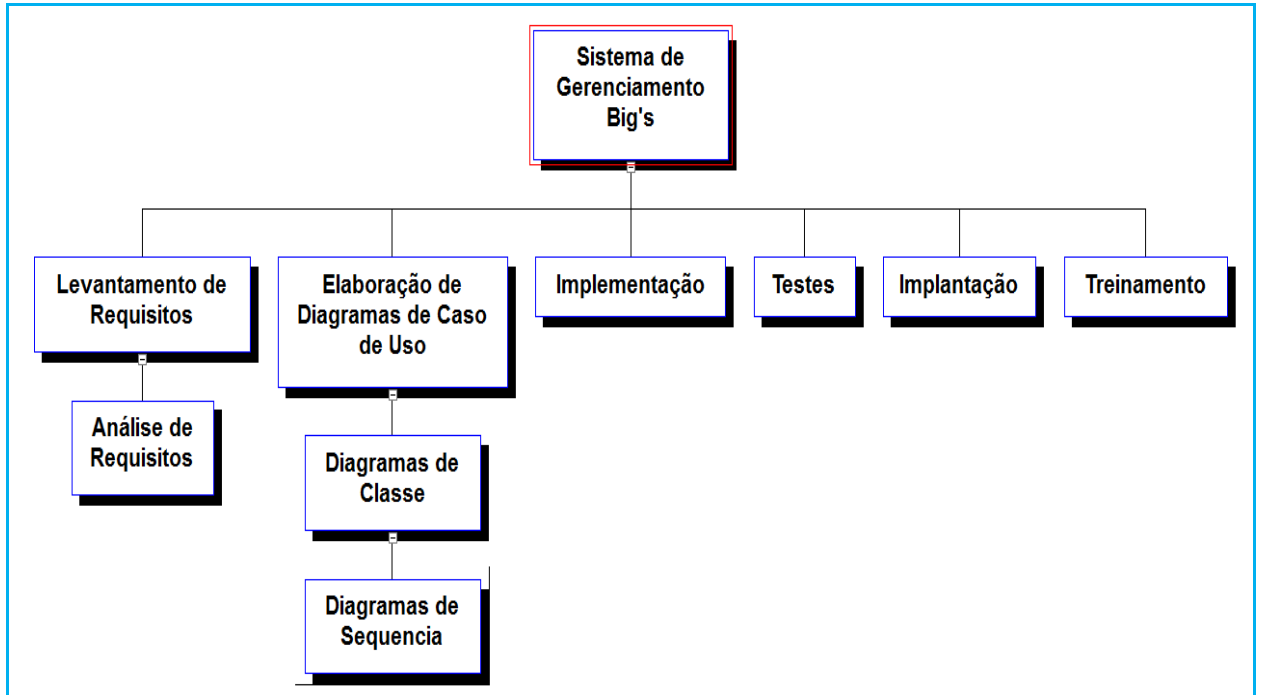 Sistema de
Gerenciamento
Big's
Levantamento de
Requisitos
Elaboração de
Diagramas de Caso
de Uso
Implementação
Testes
Implantação
Treinamento
Análise de
Requisitos
Diagramas de
Classe
Diagramas de
Sequencia